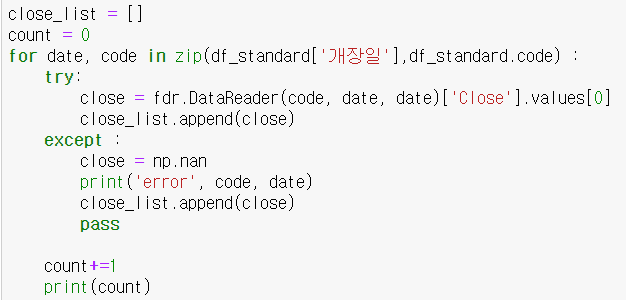 close_list = []
count = 0
for date, code in zip(df_standard['개장일'],df_standard.code) :
    try:
        close = fdr.DataReader(code, date, date)['Close'].values[0]
        close_list.append(close)
    except :
        close = np.nan
        print('error', code, date)
        close_list.append(close)
        pass
    count+=1
    print(count)